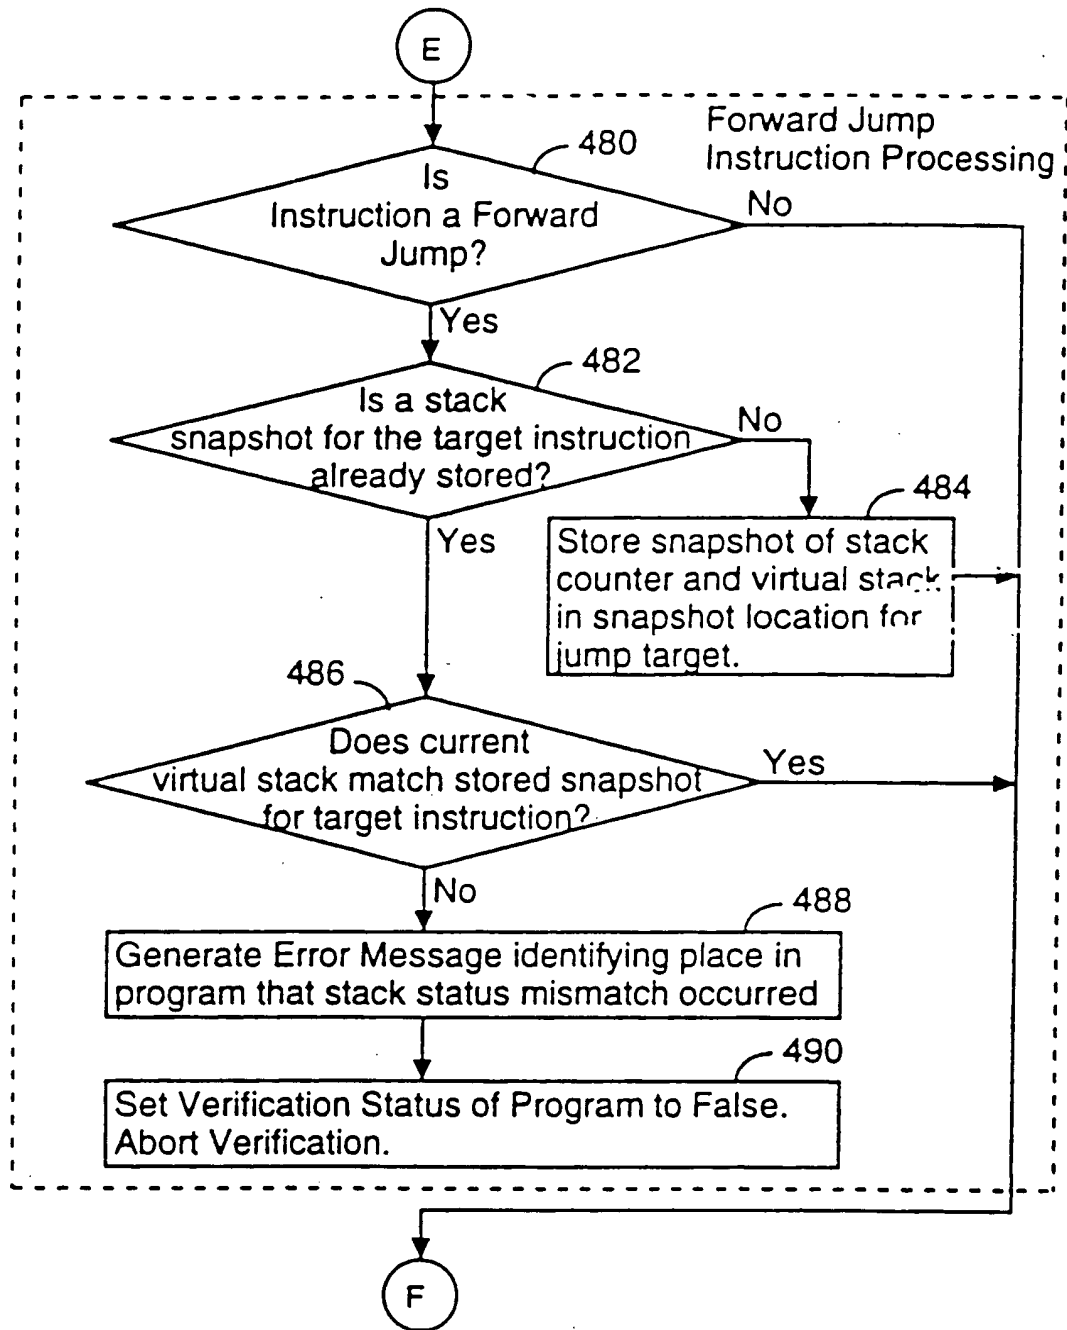 E
Forward Jump
Instruction Processing
480
Is
Instruction a Forward
Jump?
No
Yes
482
Is a stack
snapshot for the target instruction
already stored?
No
Yes
484
Store snapshot of stack
counter and virtual stack
in snapshot location for
jump target.
486
Does current
virtual stack match stored snapshot
for target instruction?
Yes
No
488
Generate Error Message identifying place in
program that stack status mismatch occurred
490
Set Verification Status of Program to False.
Abort Verification.
F